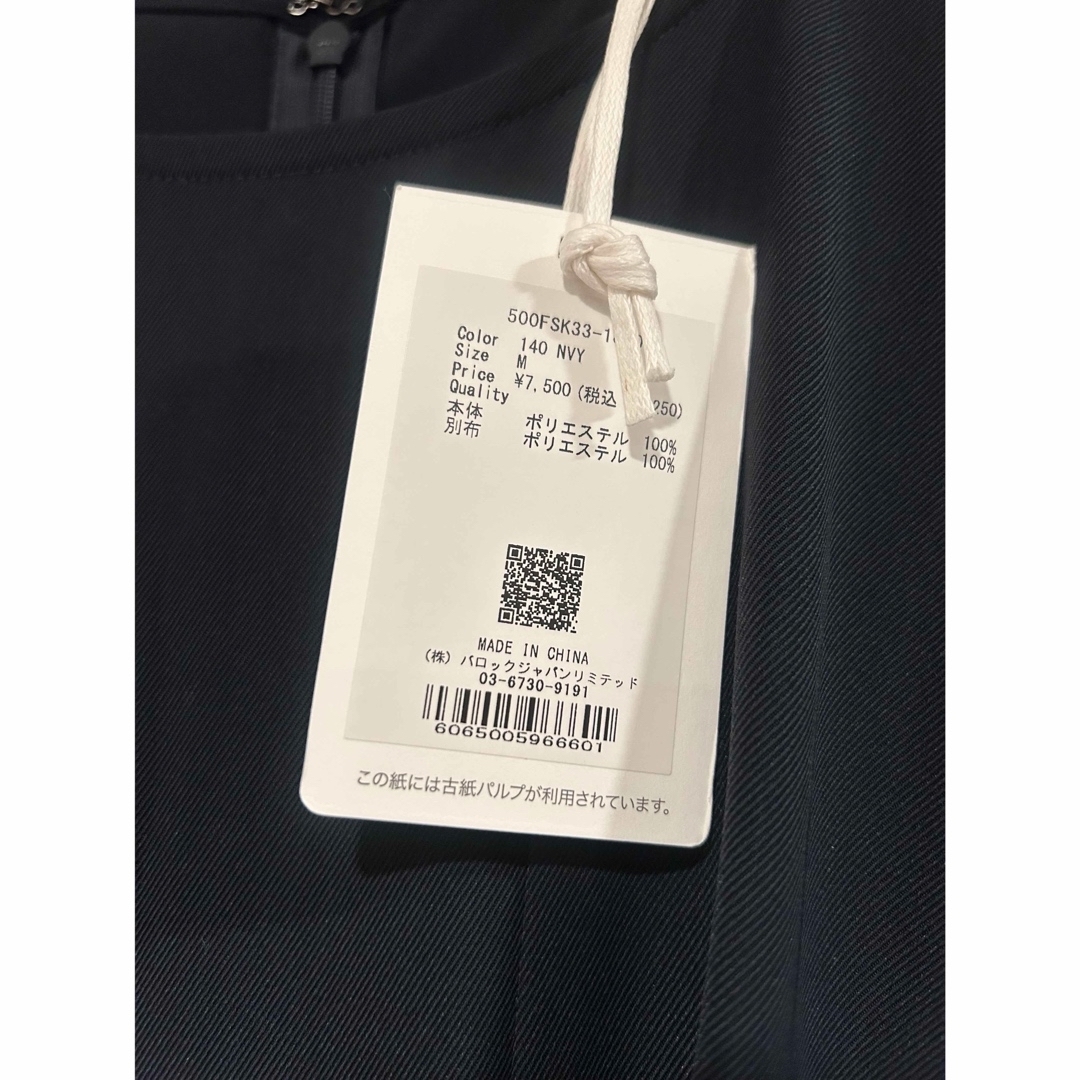 500FSK33-1
Color 140 NVY
Size M
Price ¥7,500 (税込 250)
Quality
本体 ポリエステル 100%
別布 ポリエステル 100%
MADE IN CHINA
(株) バロックジャパンリミテッド
03-6730-9191
6065005966601
この紙には古紙パルプが利用されています。